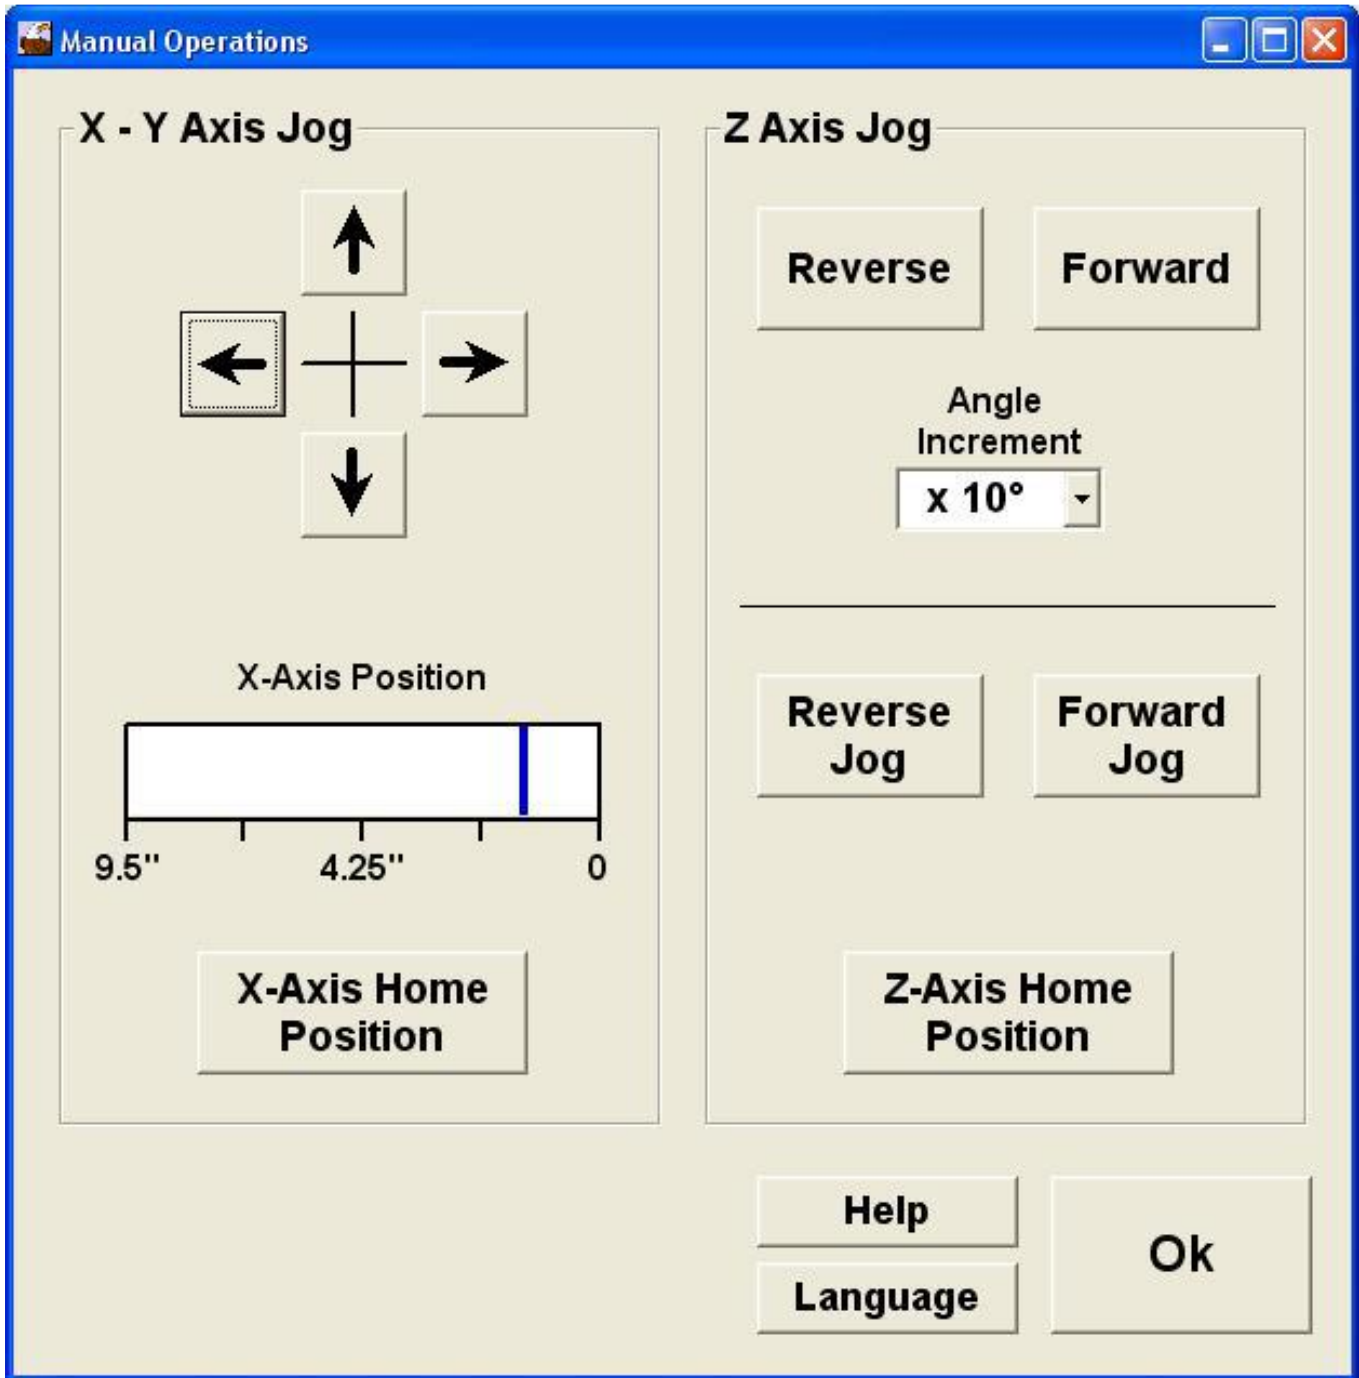 Manual Operations
X - Y Axis Jog
X-Axis Position
9.5" 4.25" 0
X-Axis Home
Position
Z Axis Jog
Reverse Forward
Angle
Increment
x 10°
Reverse
Jog
Forward
Jog
Z-Axis Home
Position
Help
Language
Ok